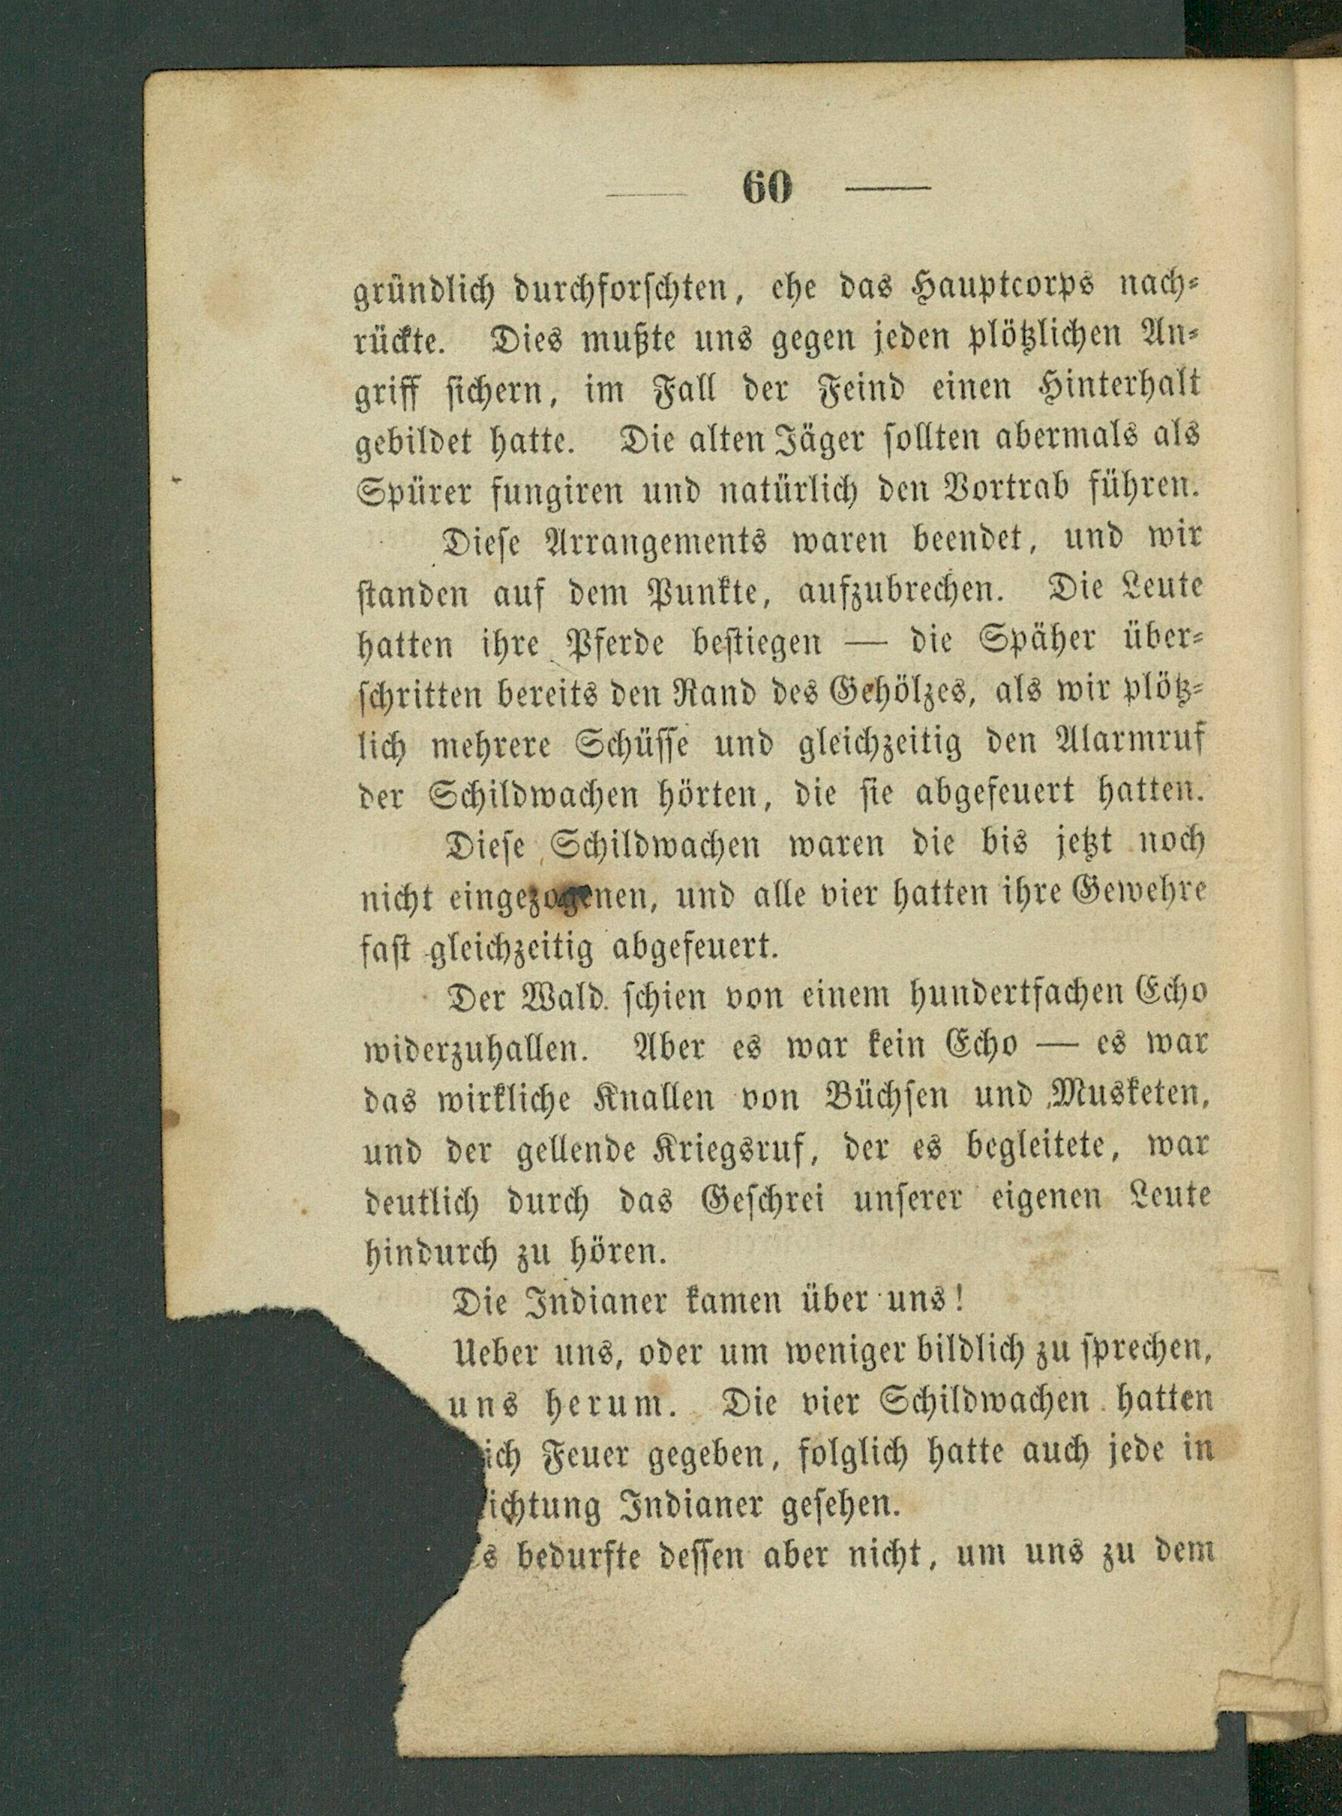 — 60 —
gründlich durchforschten, ehe das Hauptcorps nach-
rückte. Dies mußte uns gegen jeden plötzlichen An-
griff sichern, im Fall der Feind einen Hinterhalt
gebildet hatte. Die alten Jäger sollten abermals als
Spürer fungiren und natürlich den Vortrab führen.
Diese Arrangements waren beendet, und wir
standen auf dem Punkte, aufzubrechen. Die Leute
hatten ihre Pferde bestiegen — die Späher über-
schritten bereits den Rand des Gehölzes, als wir plötz-
lich mehrere Schüsse und gleichzeitig den Alarmruf
der Schildwachen hörten, die sie abgefeuert hatten.
Diese Schildwachen waren die bis jetzt noch
nicht eingezogenen, und alle vier hatten ihre Gewehre
fast gleichzeitig abgefeuert.
Der Wald schien von einem hundertfachen Echo
widerzuhallen. Aber es war kein Echo — es war
das wirkliche Knallen von Büchsen und Musketen,
und der gellende Kriegsruf, der es begleitete, war
deutlich durch das Geschrei unserer eigenen Leute
hindurch zu hören.
Die Indianer kamen über uns!
Ueber uns, oder um weniger bildlich zu sprechen,
uns herum. Die vier Schildwachen hatten
ich Feuer gegeben, folglich hatte auch jede in
ichtung Indianer gesehen.
s bedurfte dessen aber nicht, um uns zu dem